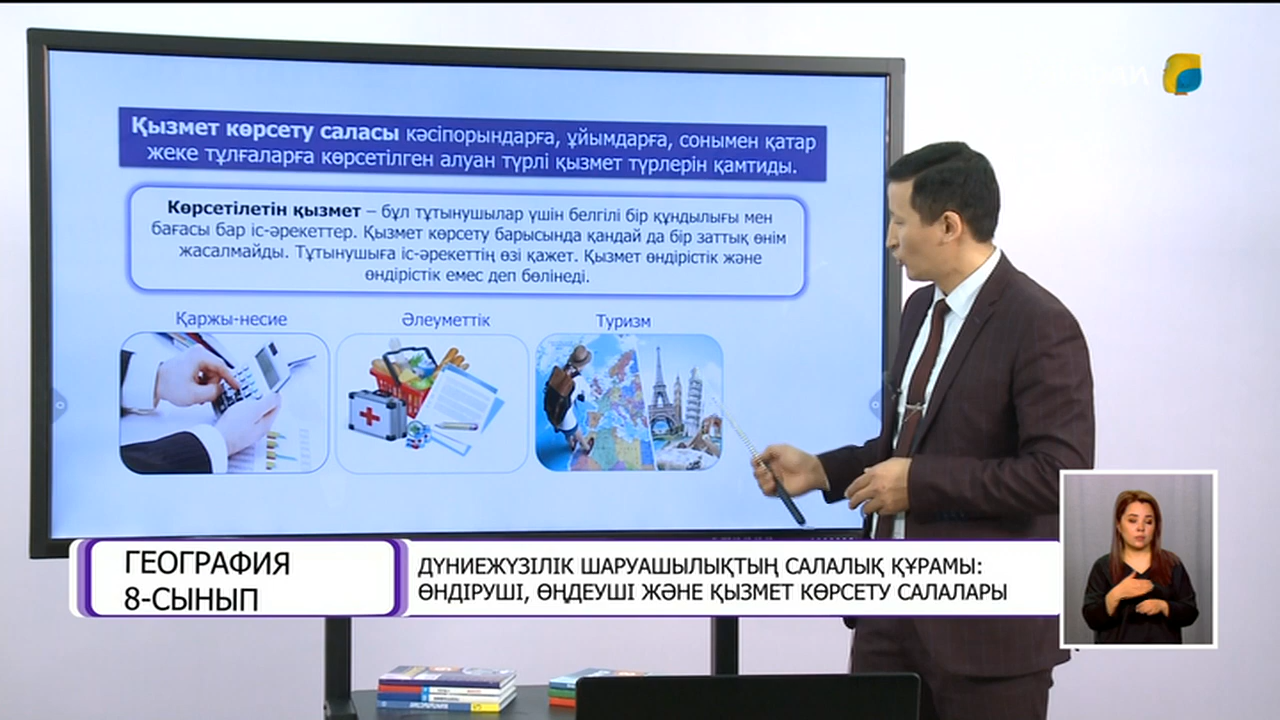 Қызмет көрсету саласы кәсіпорындарға, ұйымдарға, сонымен қатар
жеке тұлғаларға көрсетілген алуан түрлі қызмет түрлерін қамтиды.
Көрсетілетін қызмет – бұл тұтынушылар үшін белгілі бір құндылығы мен
бағасы бар іс-әрекеттер. Қызмет көрсету барысында қандай да бір заттық өнім
жасалмайды. Тұтынушыға іс-әрекеттің өзі қажет. Қызмет өндірістік және
өндірістік емес деп бөлінеді.
Қаржы-несие
Әлеуметтік
Туризм
ГЕОГРАФИЯ
8-СЫНЫП
ДҮНИЕЖҮЗІЛІК ШАРУАШЫЛЫҚТЫҢ САЛАЛЫҚ ҚҰРАМЫ:
ӨНДІРУШІ, ӨҢДЕУШІ ЖӘНЕ ҚЫЗМЕТ КӨРСЕТУ САЛАЛАРЫ